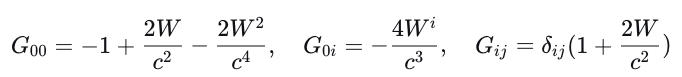 G_{00} = -1 + \frac{2W}{c^2} - \frac{2W^2}{c^4}, \quad G_{0i} = -\frac{4W^i}{c^3}, \quad G_{ij} = \delta_{ij}(1 + \frac{2W}{c^2})